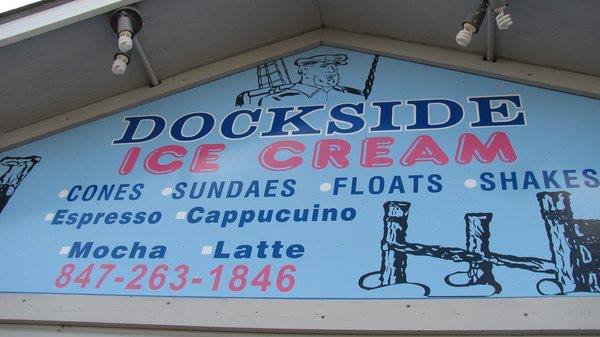 DOCKSIDE
ICE CREAM
CONES SUNDAES FLOATS SHAKES
Espresso Cappucuino
Mocha Latte
847-263-1846